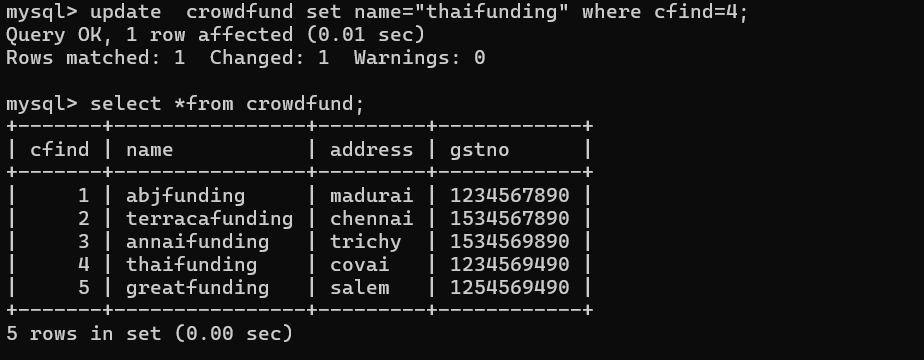 mysql> update  crowdfund set name="thaifunding" where cfind=4;
Query OK, 1 row affected (0.01 sec)
Rows matched: 1  Changed: 1  Warnings: 0

mysql> select *from crowdfund;
+-------+----------------+---------+------------+
| cfind | name           | address | gstno      |
+-------+----------------+---------+------------+
|     1 | abjfunding     | madurai | 1234567890 |
|     2 | terracafunding | chennai | 1534567890 |
|     3 | annaifunding   | trichy  | 1534569890 |
|     4 | thaifunding    | covai   | 1234569490 |
|     5 | greatfunding   | salem   | 1254569490 |
+-------+----------------+---------+------------+
5 rows in set (0.00 sec)